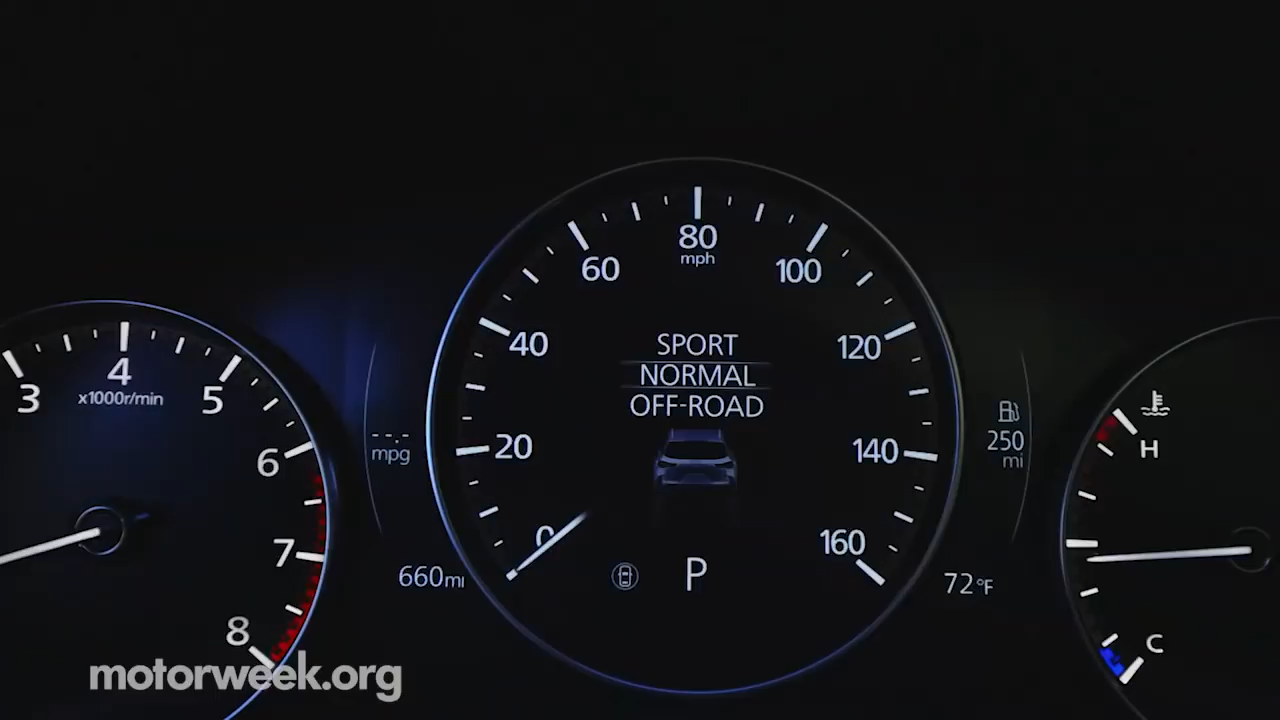 3
4
x1000r/min
5
6
7
8
--.-
mpg
660mi
0
20
40
60
80
mph
100
120
140
160
SPORT
NORMAL
OFF-ROAD
P
250
mi
72°F
H
C
motorweek.org